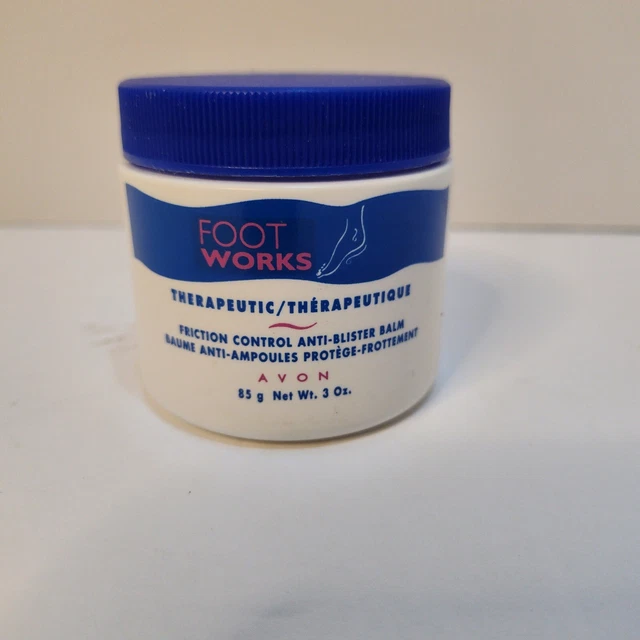 FOOT
WORKS
THERAPEUTIC/THÉRAPEUTIQUE
FRICTION CONTROL ANTI-BLISTER BALM
BAUME ANTI-AMPOULES PROTÈGE-FROTTEMENT
AVON
85 g Net Wt. 3 Oz.